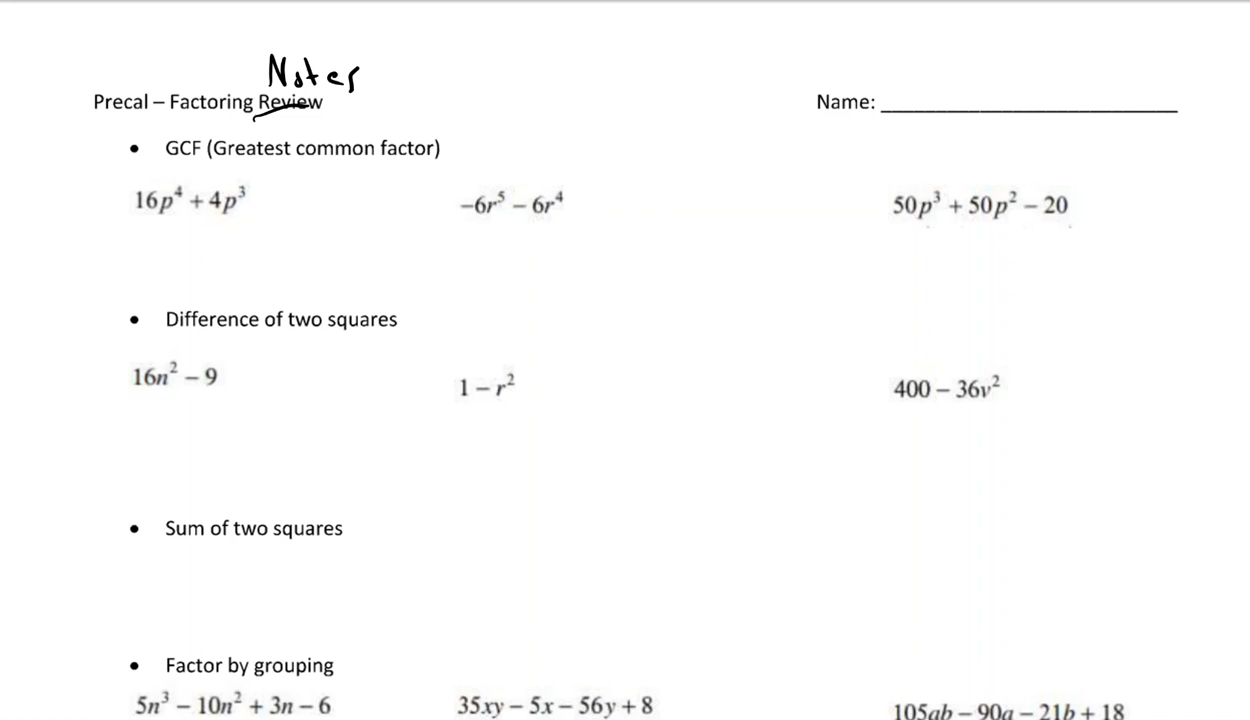 Notes
Precal – Factoring Review Name: ___________________________
• GCF (Greatest common factor)
16p⁴ + 4p³ −6r⁵ − 6r⁴ 50p³ + 50p² − 20
• Difference of two squares
16n² − 9 1 − r² 400 − 36v²
• Sum of two squares
• Factor by grouping
5n³ − 10n² + 3n − 6 35xy − 5x − 56y + 8 105ab − 90a − 21b + 18